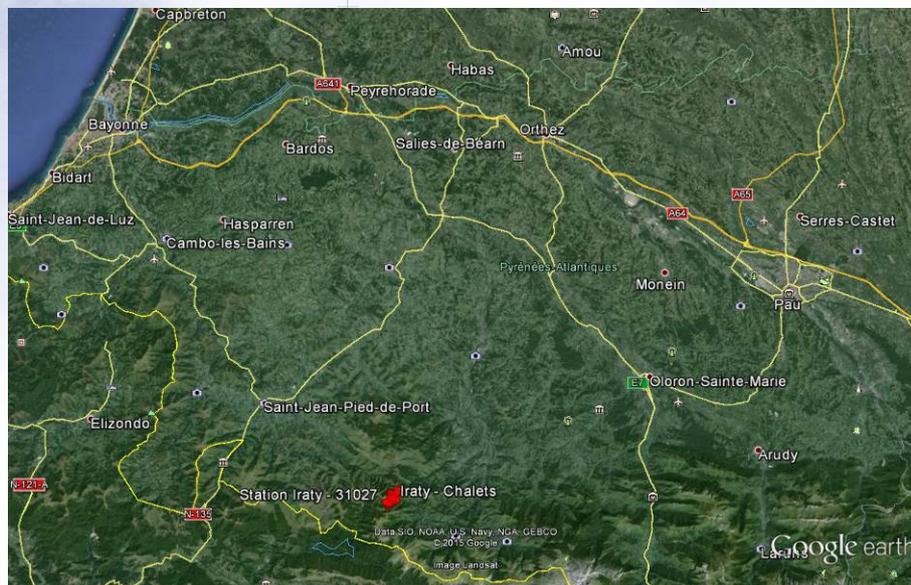 Capbreton
Amou
Habas
A641
Peyrehorade
Bayonne
Orthez
Salies-de-Béarn
Bardos
Bidart
A65
A64
Saint-Jean-de-Luz
Hasparren
Serres-Castet
Cambo-les-Bains
Pyrénées-Atlantiques
Monein
Pau
E7
Oloron-Sainte-Marie
Saint-Jean-Pied-de-Port
Elizondo
Arudy
N-121-A
Station Iraty - 31027
Iraty - Chalets
N-135
Data SIO, NOAA, U.S. Navy, NGA, GEBCO
© 2015 Google
Image Landsat
Laruns
Google earth